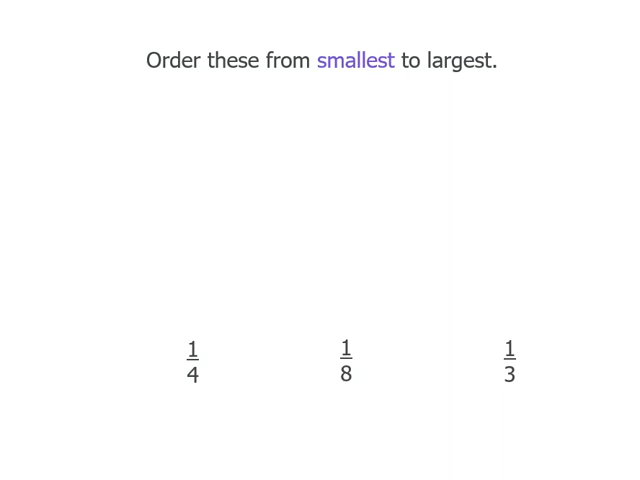 Order these from smallest to largest.
1/4 1/8 1/3